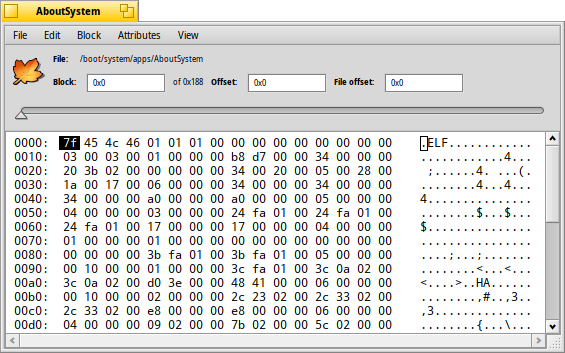 AboutSystem
File Edit Block Attributes View
File: /boot/system/apps/AboutSystem
Block: 0x0 of 0x188 Offset: 0x0 File offset: 0x0
0000: 7f 45 4c 46 01 01 01 00 00 00 00 00 00 00 00 00 .ELF............
0010: 03 00 03 00 01 00 00 00 b8 d7 00 00 34 00 00 00 ............4...
0020: 20 3b 02 00 00 00 00 00 34 00 20 00 05 00 28 00  ;......4. ...(.
0030: 1a 00 17 00 06 00 00 00 34 00 00 00 34 00 00 00 ........4...4...
0040: 34 00 00 00 a0 00 00 00 a0 00 00 00 05 00 00 00 4...............
0050: 04 00 00 00 03 00 00 00 24 fa 01 00 24 fa 01 00 ........$...$...
0060: 24 fa 01 00 17 00 00 00 17 00 00 00 04 00 00 00 $...............
0070: 01 00 00 00 01 00 00 00 00 00 00 00 00 00 00 00 ................
0080: 00 00 00 00 3b fa 01 00 3b fa 01 00 05 00 00 00 ....;...;.......
0090: 00 10 00 00 01 00 00 00 3c fa 01 00 3c 0a 02 00 ........<...<...
00a0: 3c 0a 02 00 d0 3e 00 00 48 41 00 00 06 00 00 00 <....>..HA......
00b0: 00 10 00 00 02 00 00 00 2c 23 02 00 2c 33 02 00 ........,#..,3..
00c0: 2c 33 02 00 e8 00 00 00 e8 00 00 00 06 00 00 00 ,3..............
00d0: 04 00 00 00 09 02 00 00 7b 02 00 00 5c 02 00 00 ........{...\...